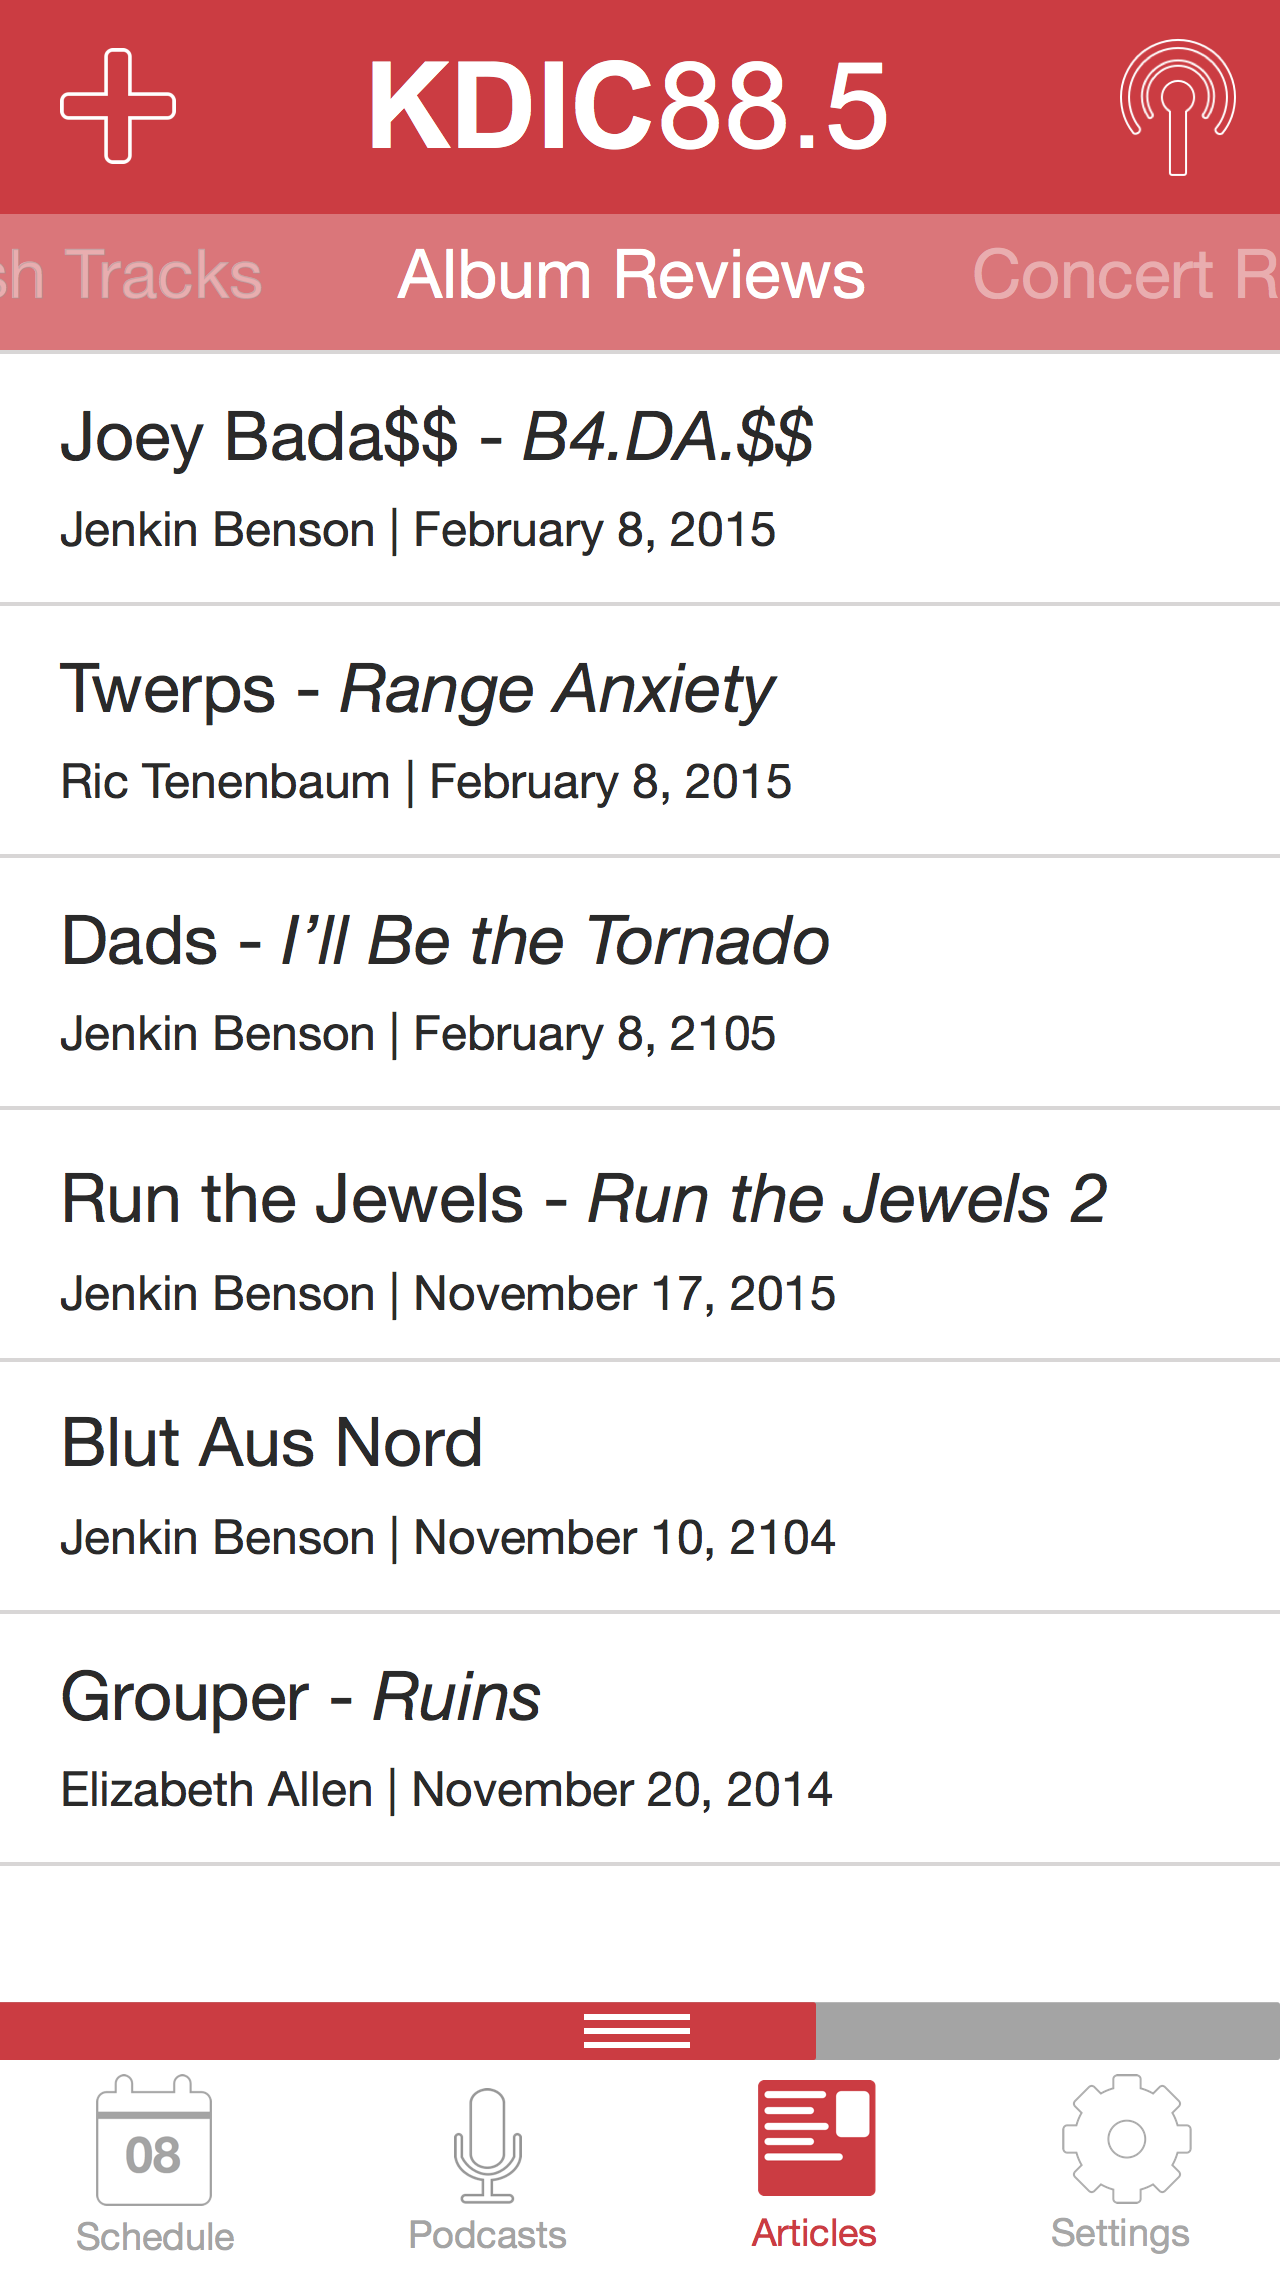 KDIC88.5
sh Tracks Album Reviews Concert R
Joey Bada$$ - B4.DA.$$
Jenkin Benson | February 8, 2015
Twerps - Range Anxiety
Ric Tenenbaum | February 8, 2015
Dads - I’ll Be the Tornado
Jenkin Benson | February 8, 2105
Run the Jewels - Run the Jewels 2
Jenkin Benson | November 17, 2015
Blut Aus Nord
Jenkin Benson | November 10, 2104
Grouper - Ruins
Elizabeth Allen | November 20, 2014
08
Schedule Podcasts Articles Settings